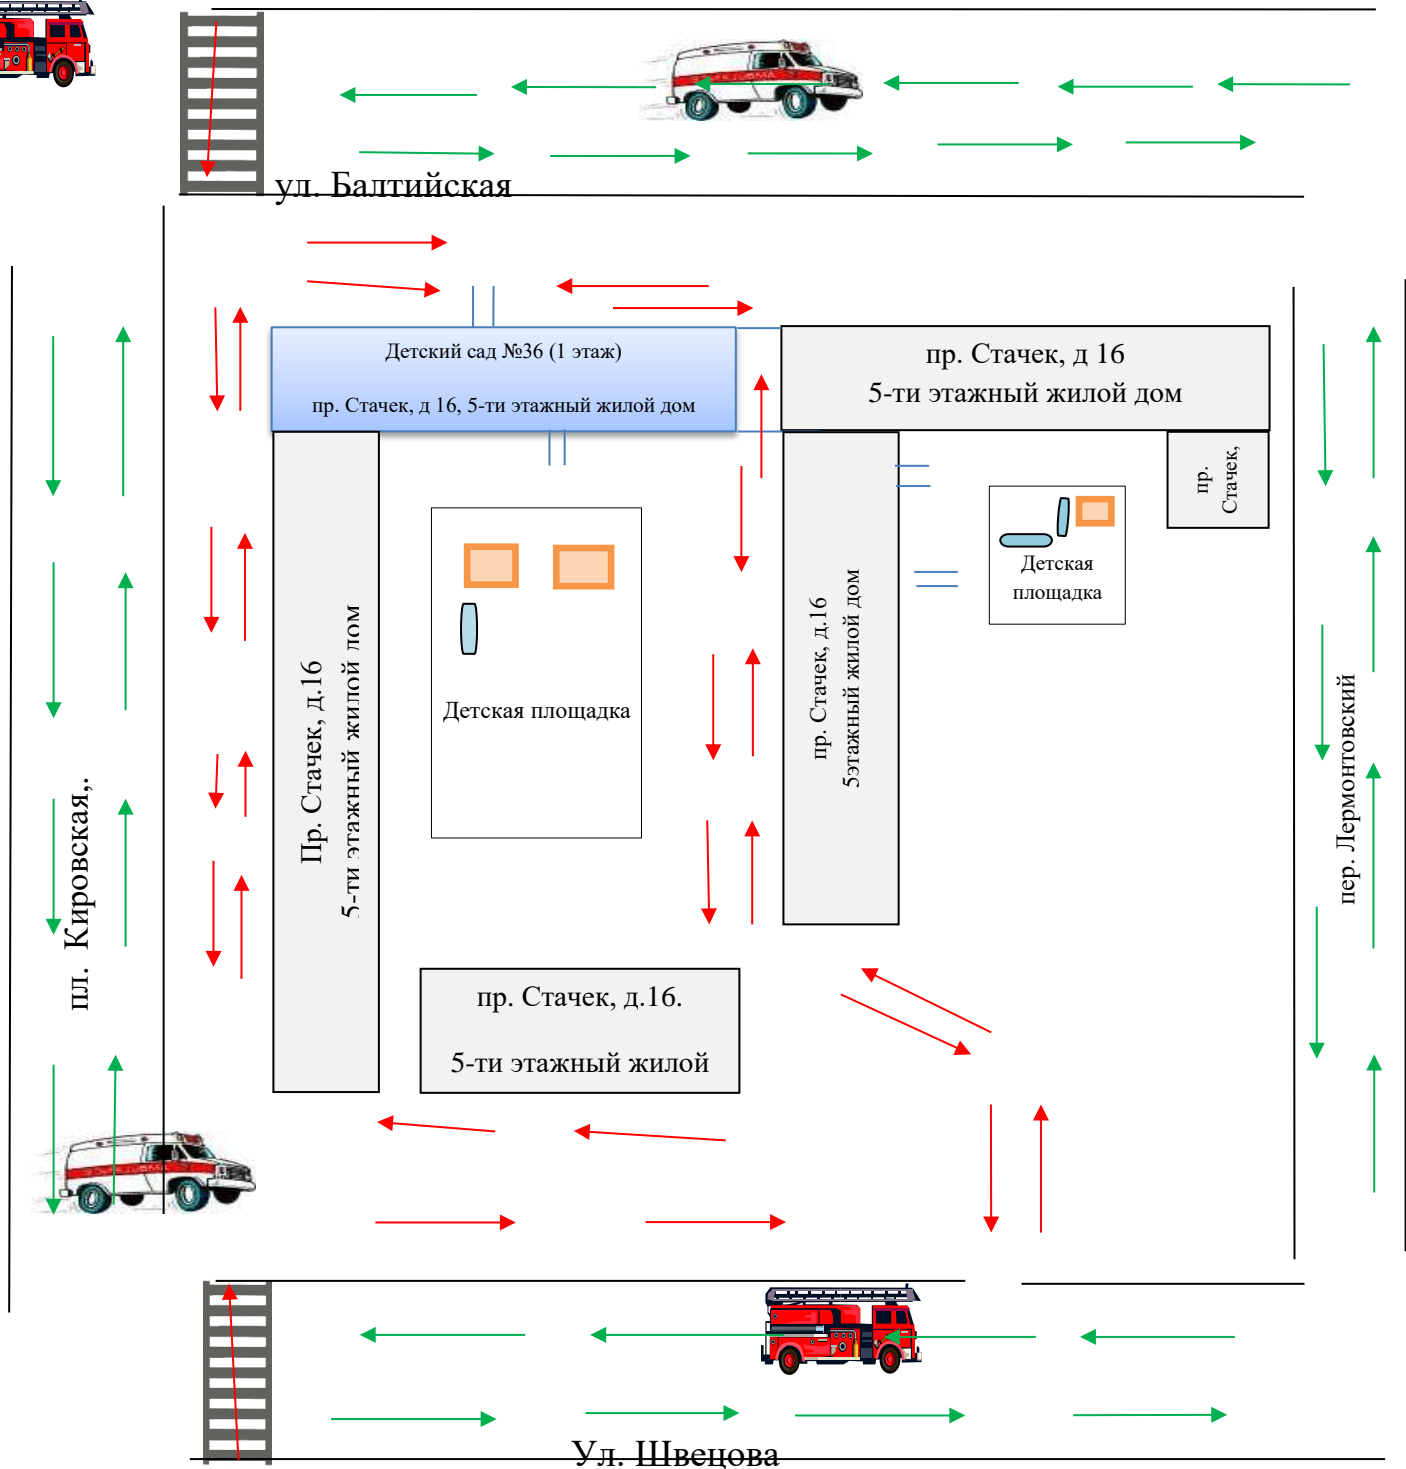 ул. Балтийская
Детский сад №36 (1 этаж)
пр. Стачек, д 16, 5-ти этажный жилой дом
пр. Стачек, д 16
5-ти этажный жилой дом
пр.
Стачек,
Детская
площадка
Пр. Стачек, д.16
5-ти этажный жилой дом
Детская площадка
пр. Стачек, д.16
5этажный жилой дом
пл. Кировская,.
пер. Лермонтовский
пр. Стачек, д.16.
5-ти этажный жилой
Ул. Швецова